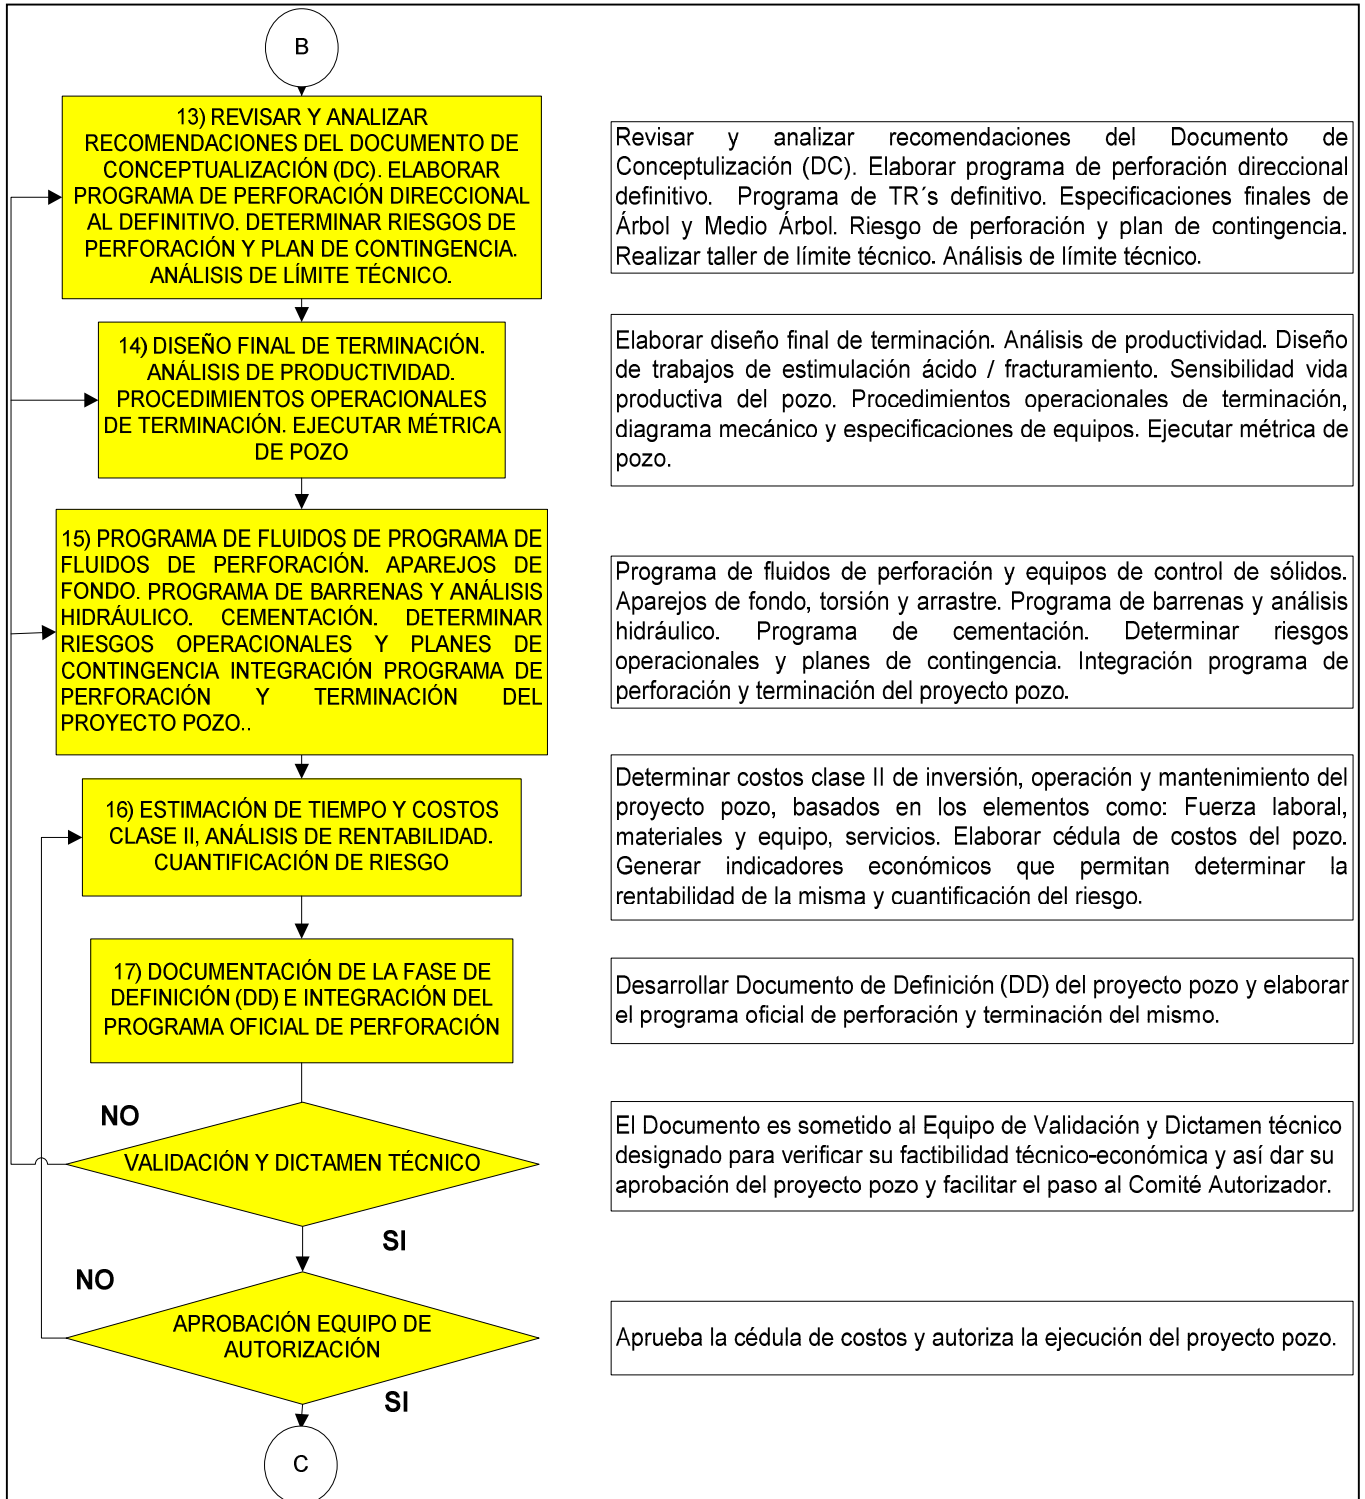 B
13) REVISAR Y ANALIZAR
RECOMENDACIONES DEL DOCUMENTO DE
CONCEPTUALIZACIÓN (DC). ELABORAR
PROGRAMA DE PERFORACIÓN DIRECCIONAL
AL DEFINITIVO. DETERMINAR RIESGOS DE
PERFORACIÓN Y PLAN DE CONTINGENCIA.
ANÁLISIS DE LÍMITE TÉCNICO.
Revisar y analizar recomendaciones del Documento de
Conceptulización (DC). Elaborar programa de perforación direccional
definitivo. Programa de TR´s definitivo. Especificaciones finales de
Árbol y Medio Árbol. Riesgo de perforación y plan de contingencia.
Realizar taller de límite técnico. Análisis de límite técnico.
14) DISEÑO FINAL DE TERMINACIÓN.
ANÁLISIS DE PRODUCTIVIDAD.
PROCEDIMIENTOS OPERACIONALES
DE TERMINACIÓN. EJECUTAR MÉTRICA
DE POZO
Elaborar diseño final de terminación. Análisis de productividad. Diseño
de trabajos de estimulación ácido / fracturamiento. Sensibilidad vida
productiva del pozo. Procedimientos operacionales de terminación,
diagrama mecánico y especificaciones de equipos. Ejecutar métrica de
pozo.
15) PROGRAMA DE FLUIDOS DE PROGRAMA DE
FLUIDOS DE PERFORACIÓN. APAREJOS DE
FONDO. PROGRAMA DE BARRENAS Y ANÁLISIS
HIDRÁULICO. CEMENTACIÓN. DETERMINAR
RIESGOS OPERACIONALES Y PLANES DE
CONTINGENCIA INTEGRACIÓN PROGRAMA DE
PERFORACIÓN Y TERMINACIÓN DEL
PROYECTO POZO..
Programa de fluidos de perforación y equipos de control de sólidos.
Aparejos de fondo, torsión y arrastre. Programa de barrenas y análisis
hidráulico. Programa de cementación. Determinar riesgos
operacionales y planes de contingencia. Integración programa de
perforación y terminación del proyecto pozo.
16) ESTIMACIÓN DE TIEMPO Y COSTOS
CLASE II, ANÁLISIS DE RENTABILIDAD.
CUANTIFICACIÓN DE RIESGO
Determinar costos clase II de inversión, operación y mantenimiento del
proyecto pozo, basados en los elementos como: Fuerza laboral,
materiales y equipo, servicios. Elaborar cédula de costos del pozo.
Generar indicadores económicos que permitan determinar la
rentabilidad de la misma y cuantificación del riesgo.
17) DOCUMENTACIÓN DE LA FASE DE
DEFINICIÓN (DD) E INTEGRACIÓN DEL
PROGRAMA OFICIAL DE PERFORACIÓN
Desarrollar Documento de Definición (DD) del proyecto pozo y elaborar
el programa oficial de perforación y terminación del mismo.
NO
VALIDACIÓN Y DICTAMEN TÉCNICO
SI
El Documento es sometido al Equipo de Validación y Dictamen técnico
designado para verificar su factibilidad técnico-económica y así dar su
aprobación del proyecto pozo y facilitar el paso al Comité Autorizador.
NO
APROBACIÓN EQUIPO DE
AUTORIZACIÓN
SI
Aprueba la cédula de costos y autoriza la ejecución del proyecto pozo.
C